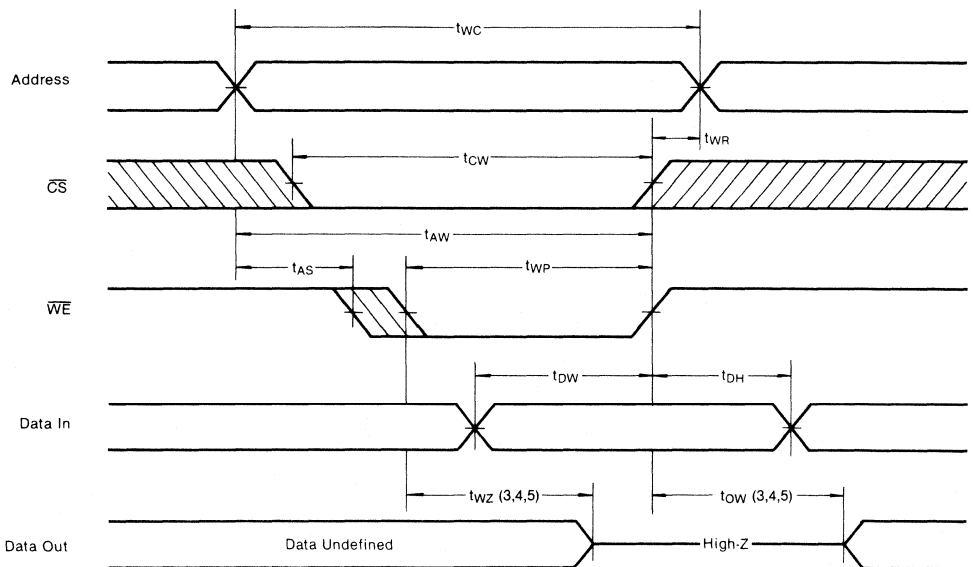 tWC
Address
tWR
tCW
CS
tAW
tAS
tWP
WE
tDW
tDH
Data In
tWZ (3,4,5)
tOW (3,4,5)
Data Out
Data Undefined
High-Z